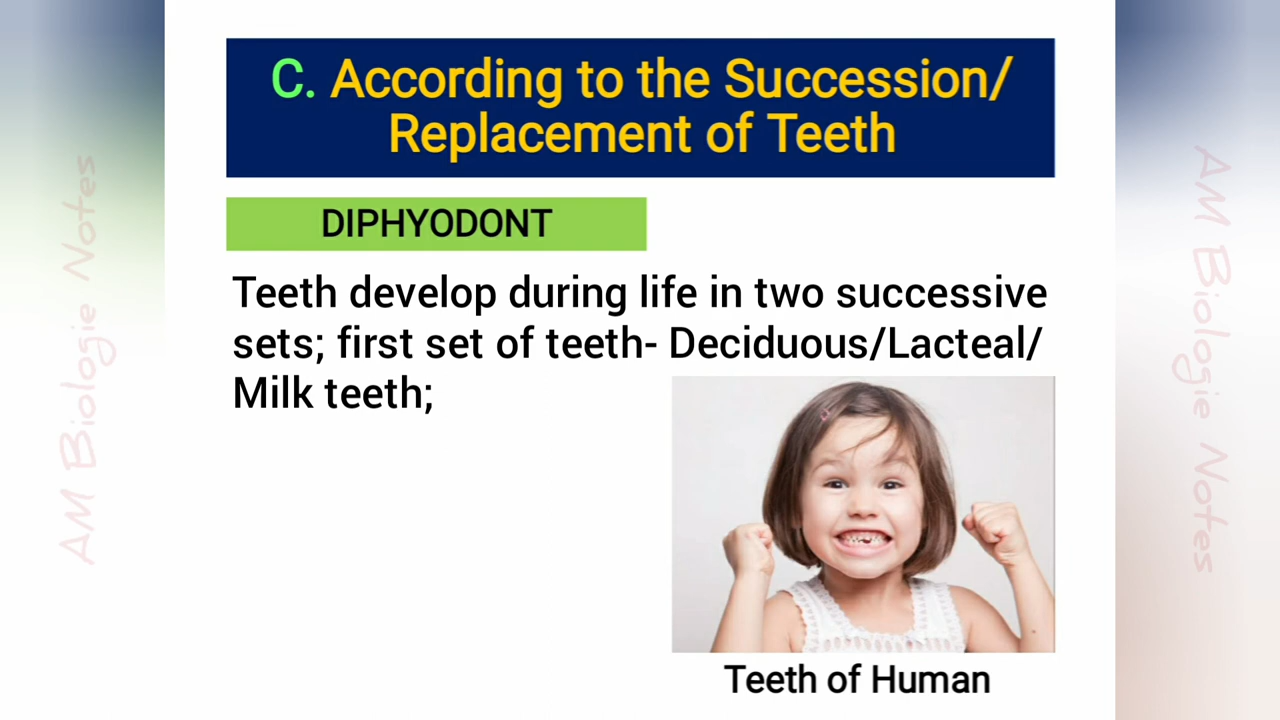 C. According to the Succession/
Replacement of Teeth
DIPHYODONT
Teeth develop during life in two successive
sets; first set of teeth- Deciduous/Lacteal/
Milk teeth;
Teeth of Human
AM Biologie Notes
AM Biologie Notes